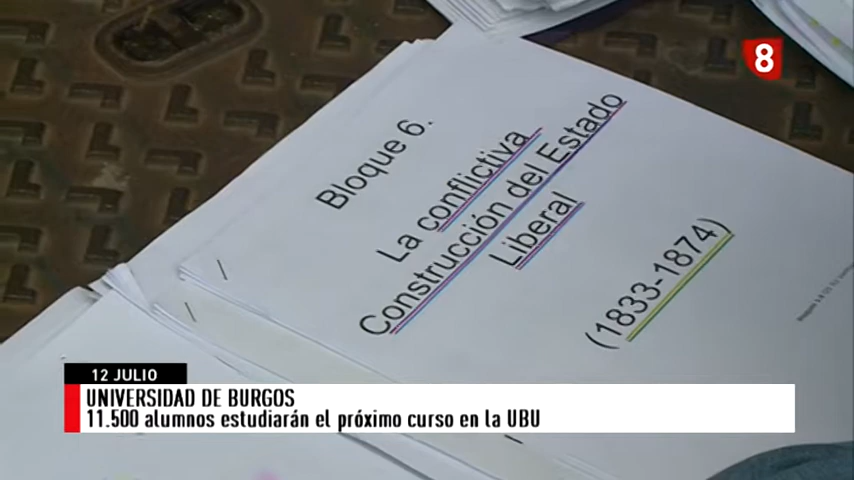 8
Bloque 6.
La conflictiva
Construcción del Estado
Liberal
(1833-1874)
12 JULIO
UNIVERSIDAD DE BURGOS
11.500 alumnos estudiarán el próximo curso en la UBU